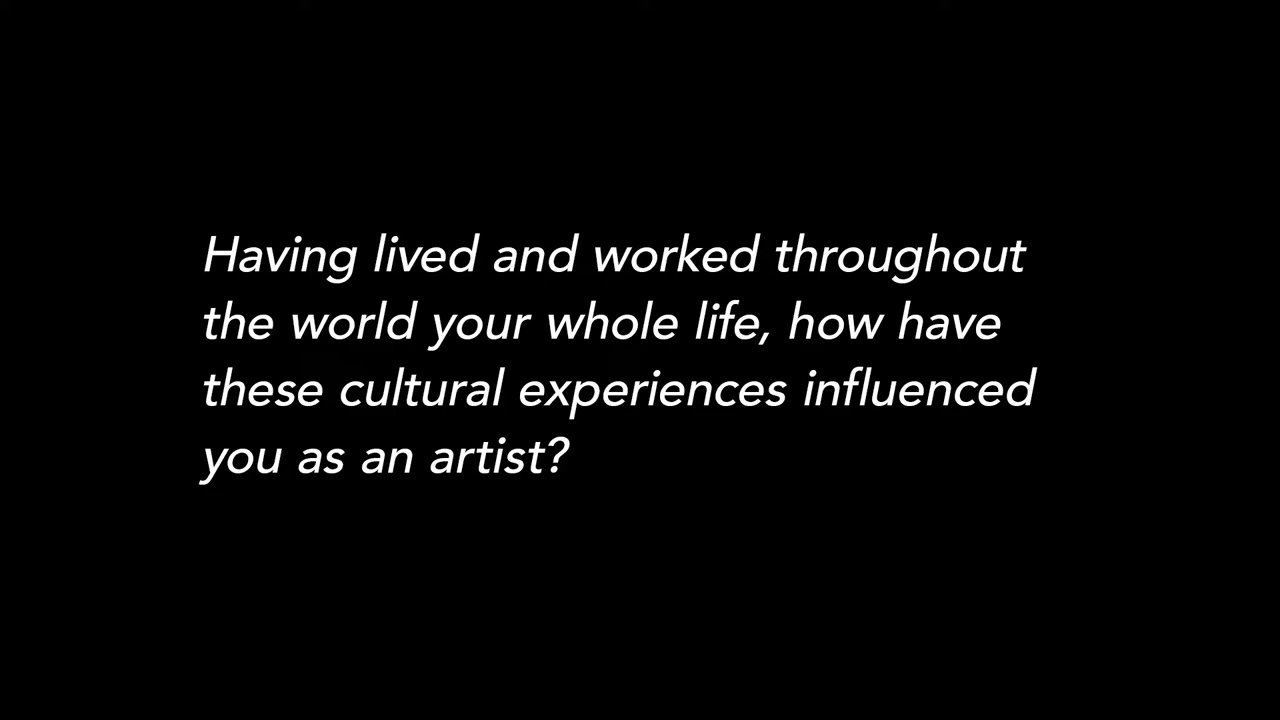 Having lived and worked throughout
the world your whole life, how have
these cultural experiences influenced
you as an artist?